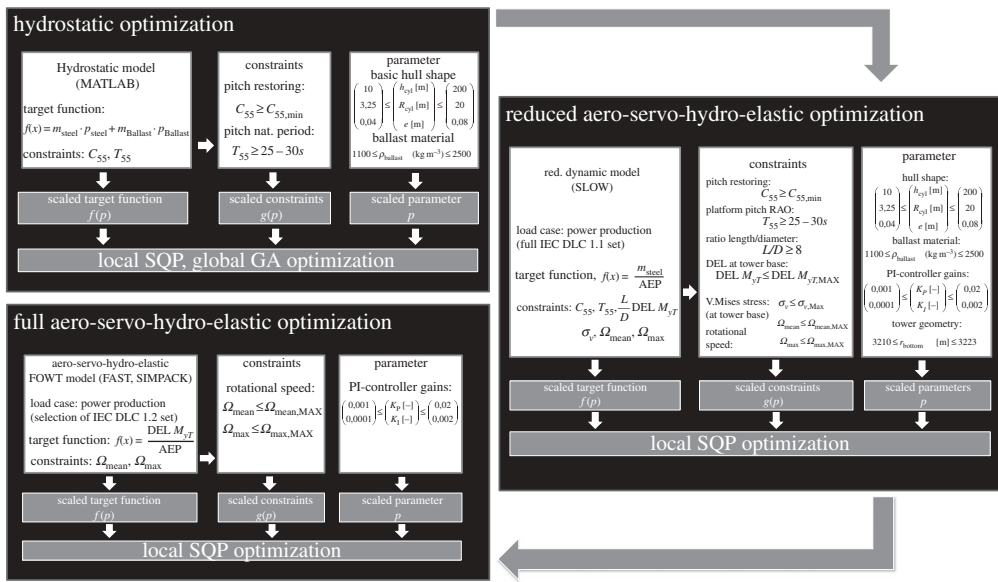 hydrostatic optimization
Hydrostatic model
(MATLAB)
target function:
f(x) = m_steel · p_steel + m_Ballast · p_Ballast
constraints: C_55, T_55
constraints
pitch restoring:
C_55 ≥ C_55,min
pitch nat. period:
T_55 ≥ 25 – 30s
parameter
basic hull shape
(10 3,25 0,04) ≤ (h_cyl [m] R_cyl [m] e [m]) ≤ (200 20 0,08)
ballast material
1100 ≤ ρ_ballast (kg m⁻³) ≤ 2500
scaled target function
f(p)
scaled constraints
g(p)
scaled parameter
p
local SQP, global GA optimization
reduced aero-servo-hydro-elastic optimization
red. dynamic model
(SLOW)
load case: power production
(full IEC DLC 1.1 set)
target function, f(x) = m_steel / AEP
constraints: C_55, T_55, L/D DEL M_yT
σ_v, Ω_mean, Ω_max
constraints
pitch restoring:
C_55 ≥ C_55,min
platform pitch RAO:
T_55 ≥ 25 – 30s
ratio length/diameter:
L/D ≥ 8
DEL at tower base:
DEL M_yT ≤ DEL M_yT,MAX
V.Mises stress: σ_v ≤ σ_v,Max
(at tower base)
rotational
speed:
Ω_mean ≤ Ω_mean,MAX
Ω_max ≤ Ω_max,MAX
parameter
hull shape:
(10 3,25 0,04) ≤ (h_cyl [m] R_cyl [m] e [m]) ≤ (200 20 0,08)
ballast material:
1100 ≤ ρ_ballast (kg m⁻³) ≤ 2500
PI-controller gains:
(0,001 0,0001) ≤ (K_P [–] K_I [–]) ≤ (0,02 0,002)
tower geometry:
3210 ≤ r_bottom [m] ≤ 3223
scaled target function
f(p)
scaled constraints
g(p)
scaled parameters
p
local SQP optimization
full aero-servo-hydro-elastic optimization
aero-servo-hydro-elastic
FOWT model (FAST, SIMPACK)
load case: power production
(selection of IEC DLC 1.2 set)
target function: f(x) = DEL M_yT / AEP
constraints: Ω_mean, Ω_max
constraints
rotational speed:
Ω_mean ≤ Ω_mean,MAX
Ω_max ≤ Ω_max,MAX
parameter
PI-controller gains:
(0,001 0,0001) ≤ (K_P [–] K_I [–]) ≤ (0,02 0,002)
scaled target function
f(p)
scaled constraints
g(p)
scaled parameter
p
local SQP optimization